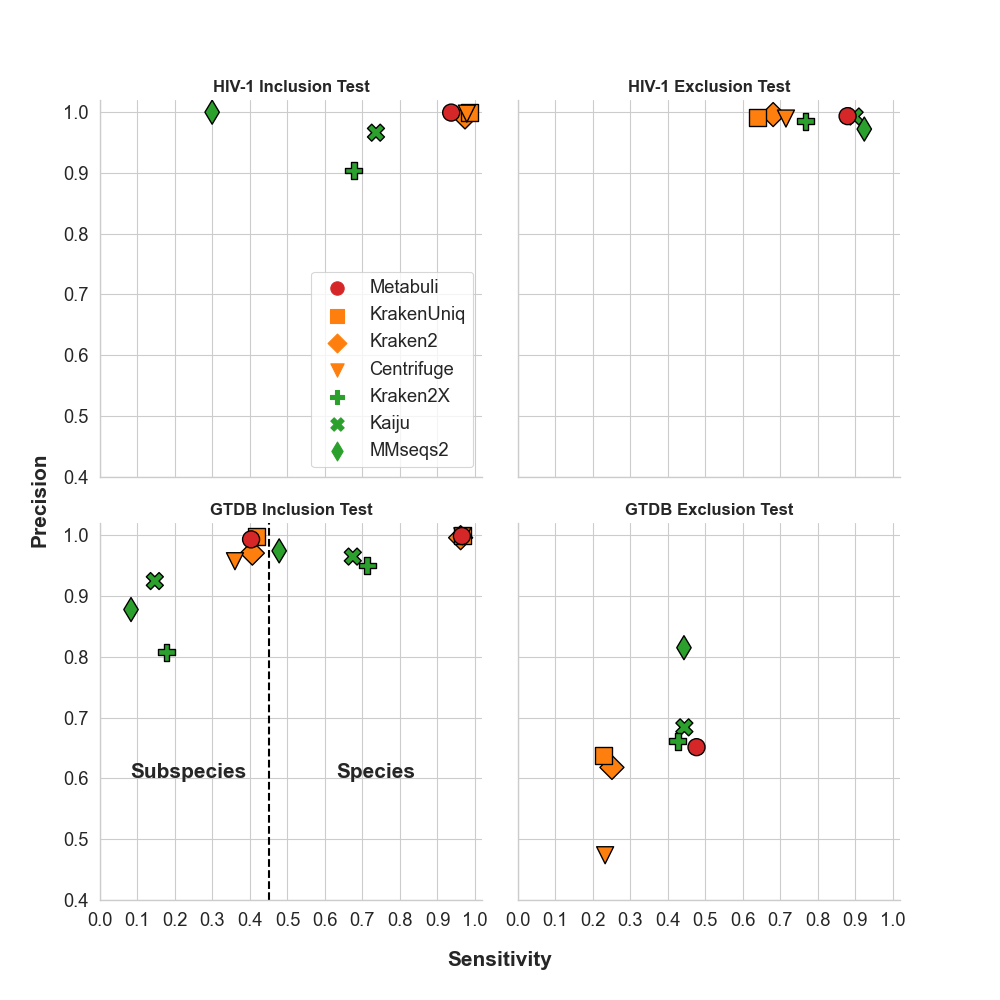 HIV-1 Inclusion Test
HIV-1 Exclusion Test
1.0
0.9
0.8
0.7
0.6
0.5
0.4
Metabuli
KrakenUniq
Kraken2
Centrifuge
Kraken2X
Kaiju
MMseqs2
Precision
GTDB Inclusion Test
GTDB Exclusion Test
1.0
0.9
0.8
0.7
0.6
0.5
0.4
Subspecies
Species
0.0 0.1 0.2 0.3 0.4 0.5 0.6 0.7 0.8 0.9 1.0
0.0 0.1 0.2 0.3 0.4 0.5 0.6 0.7 0.8 0.9 1.0
Sensitivity